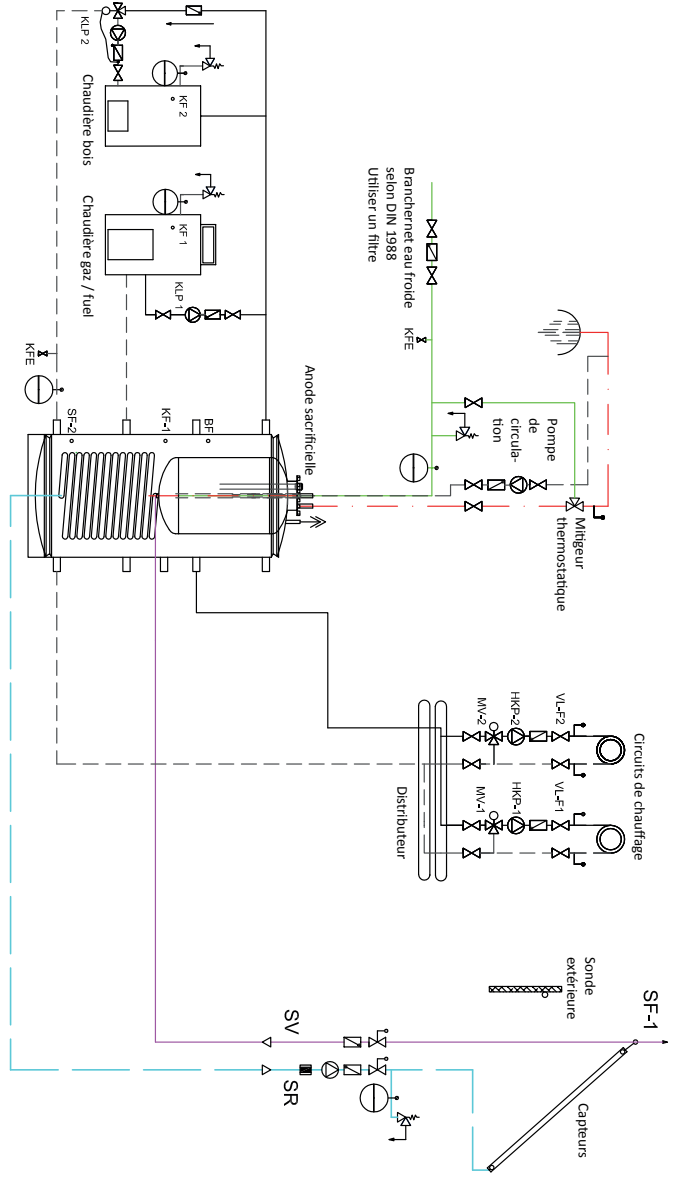 KLP 2
KF 2
Chaudière bois
KF 1
Chaudière gaz / fuel
KLP 1
KFE
Branchernet eau froide
selon DIN 1988
Utiliser un filtre
KFE
Pompe
de
circula-
tion
Mitigeur
thermostatique
Anode sacrificielle
BF
KF-1
SF-2
VL-F2
HKP-2
MV-2
VL-F1
HKP-1
MV-1
Circuits de chauffage
Distributeur
Sonde
extérieure
SF-1
Capteurs
SV
SR